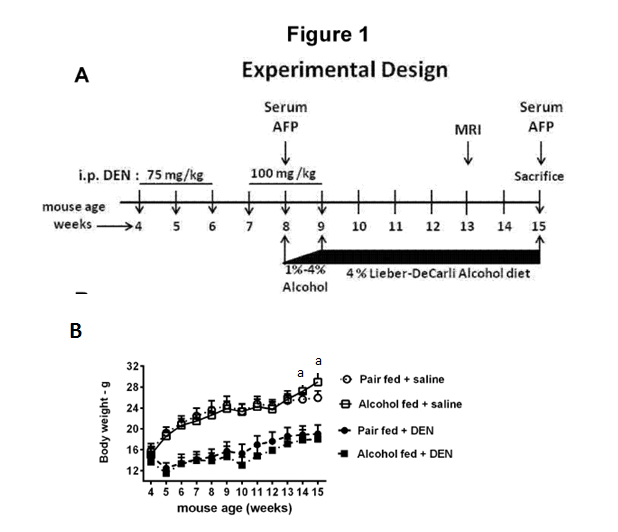 Figure 1
A
Experimental Design
Serum
AFP
MRI
Serum
AFP
i.p. DEN : 75 mg/kg 100 mg/kg Sacrifice
mouse age
weeks 4 5 6 7 8 9 10 11 12 13 14 15
1%-4%
Alcohol
4% Lieber-DeCarli Alcohol diet
B
Body weight - g
32
28
24
20
16
12
a
a
4 5 6 7 8 9 10 11 12 13 14 15
mouse age (weeks)
Pair fed + saline
Alcohol fed + saline
Pair fed + DEN
Alcohol fed + DEN